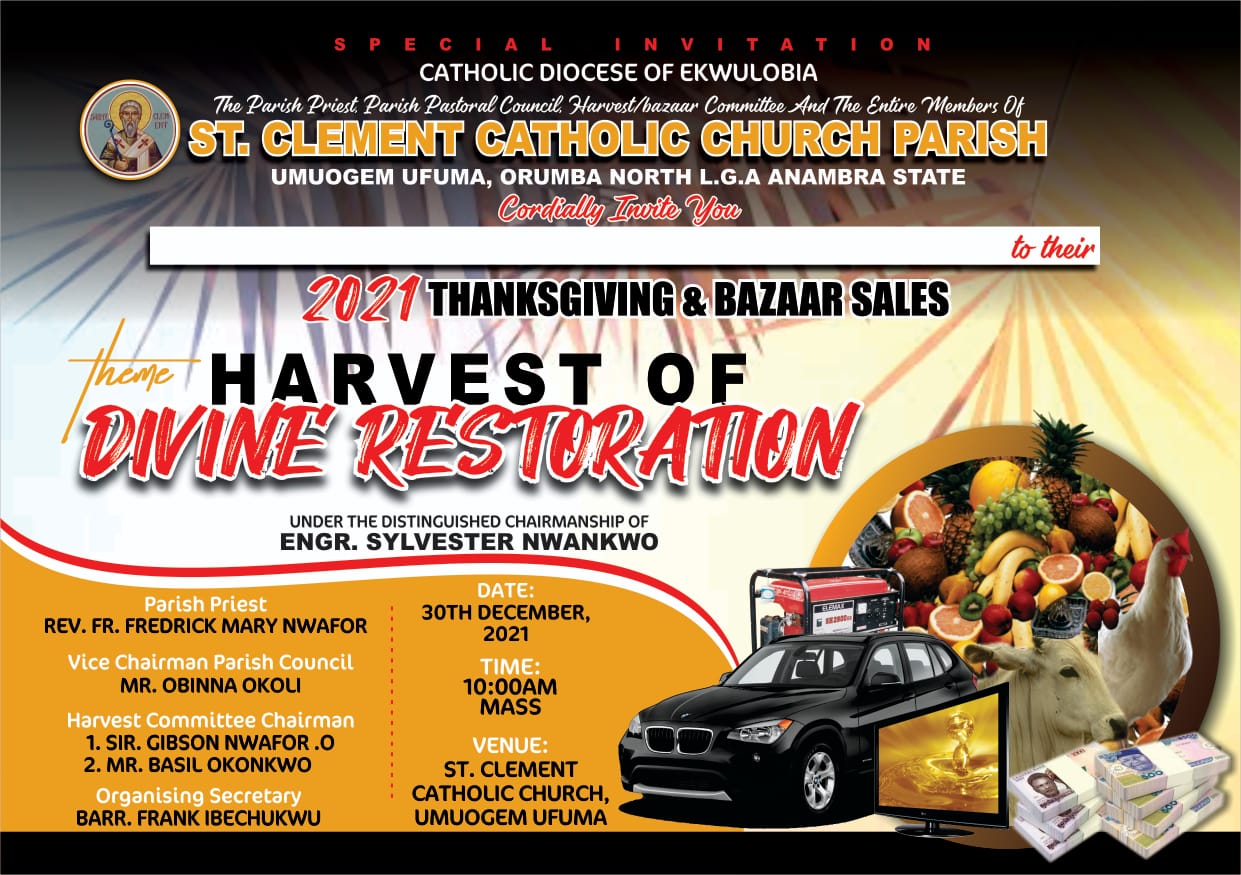 SPECIAL INVITATION
CATHOLIC DIOCESE OF EKWULOBIA
The Parish Priest, Parish Pastoral Council, Harvest/bazaar Committee And The Entire Members Of
SAINT CLEM
ENT
ST. CLEMENT CATHOLIC CHURCH PARISH
UMUOGEM UFUMA, ORUMBA NORTH L.G.A ANAMBRA STATE
Cordially Invite You
to their
2021 THANKSGIVING & BAZAAR SALES
theme HARVEST OF
DIVINE RESTORATION
UNDER THE DISTINGUISHED CHAIRMANSHIP OF
ENGR. SYLVESTER NWANKWO
Parish Priest
REV. FR. FREDRICK MARY NWAFOR
Vice Chairman Parish Council
MR. OBINNA OKOLI
Harvest Committee Chairman
1. SIR. GIBSON NWAFOR .O
2. MR. BASIL OKONKWO
Organising Secretary
BARR. FRANK IBECHUKWU
DATE:
30TH DECEMBER,
2021
TIME:
10:00AM
MASS
VENUE:
ST. CLEMENT
CATHOLIC CHURCH,
UMUOGEM UFUMA
ELEMAX